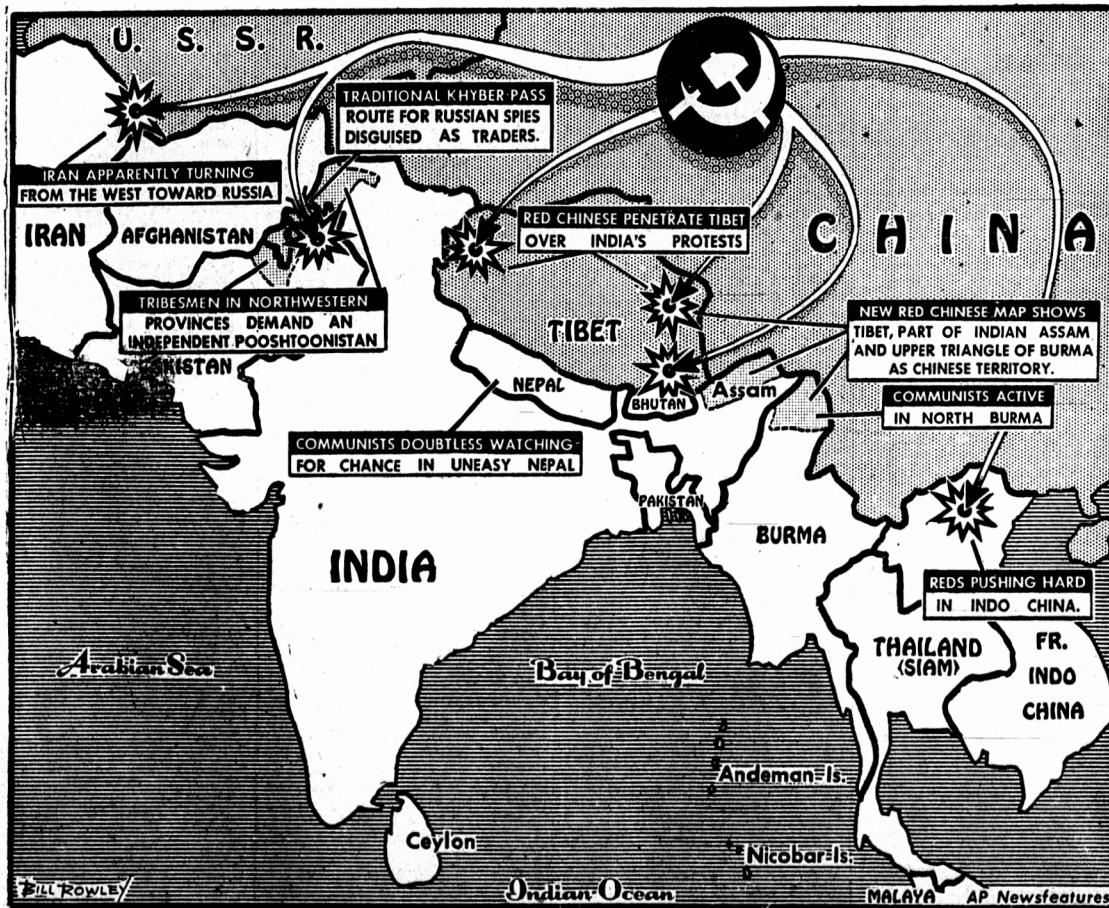 U. S. S. R.
TRADITIONAL KHYBER PASS
ROUTE FOR RUSSIAN SPIES
DISGUISED AS TRADERS.
IRAN APPARENTLY TURNING
FROM THE WEST TOWARD RUSSIA
IRAN
AFGHANISTAN
RED CHINESE PENETRATE TIBET
OVER INDIA'S PROTESTS
CHINA
TRIBESMEN IN NORTHWESTERN
PROVINCES DEMAND AN
INDEPENDENT POOSHTOONISTAN
KISTAN
TIBET
NEW RED CHINESE MAP SHOWS
TIBET, PART OF INDIAN ASSAM
AND UPPER TRIANGLE OF BURMA
AS CHINESE TERRITORY.
NEPAL
BHUTAN
Assam
COMMUNISTS ACTIVE
IN NORTH BURMA
COMMUNISTS DOUBTLESS WATCHING
FOR CHANCE IN UNEASY NEPAL
PAKISTAN
BURMA
INDIA
REDS PUSHING HARD
IN INDO CHINA.
THAILAND
(SIAM)
FR.
INDO
CHINA
Arabian Sea
Bay of Bengal
Andeman Is.
Ceylon
Nicobar Is.
BILL ROWLEY
Indian Ocean
MALAYA
AP Newsfeatures